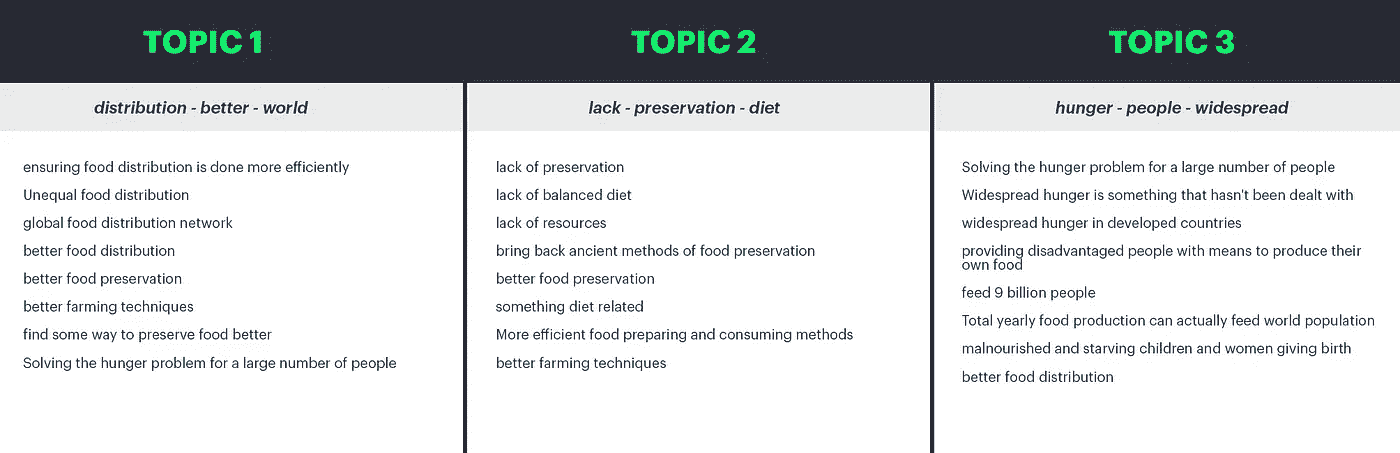 TOPIC 1
distribution - better - world
ensuring food distribution is done more efficiently
Unequal food distribution
global food distribution network
better food distribution
better food preservation
better farming techniques
find some way to preserve food better
Solving the hunger problem for a large number of people
TOPIC 2
lack - preservation - diet
lack of preservation
lack of balanced diet
lack of resources
bring back ancient methods of food preservation
better food preservation
something diet related
More efficient food preparing and consuming methods
better farming techniques
TOPIC 3
hunger - people - widespread
Solving the hunger problem for a large number of people
Widespread hunger is something that hasn't been dealt with
widespread hunger in developed countries
providing disadvantaged people with means to produce their
own food
feed 9 billion people
Total yearly food production can actually feed world population
malnourished and starving children and women giving birth
better food distribution